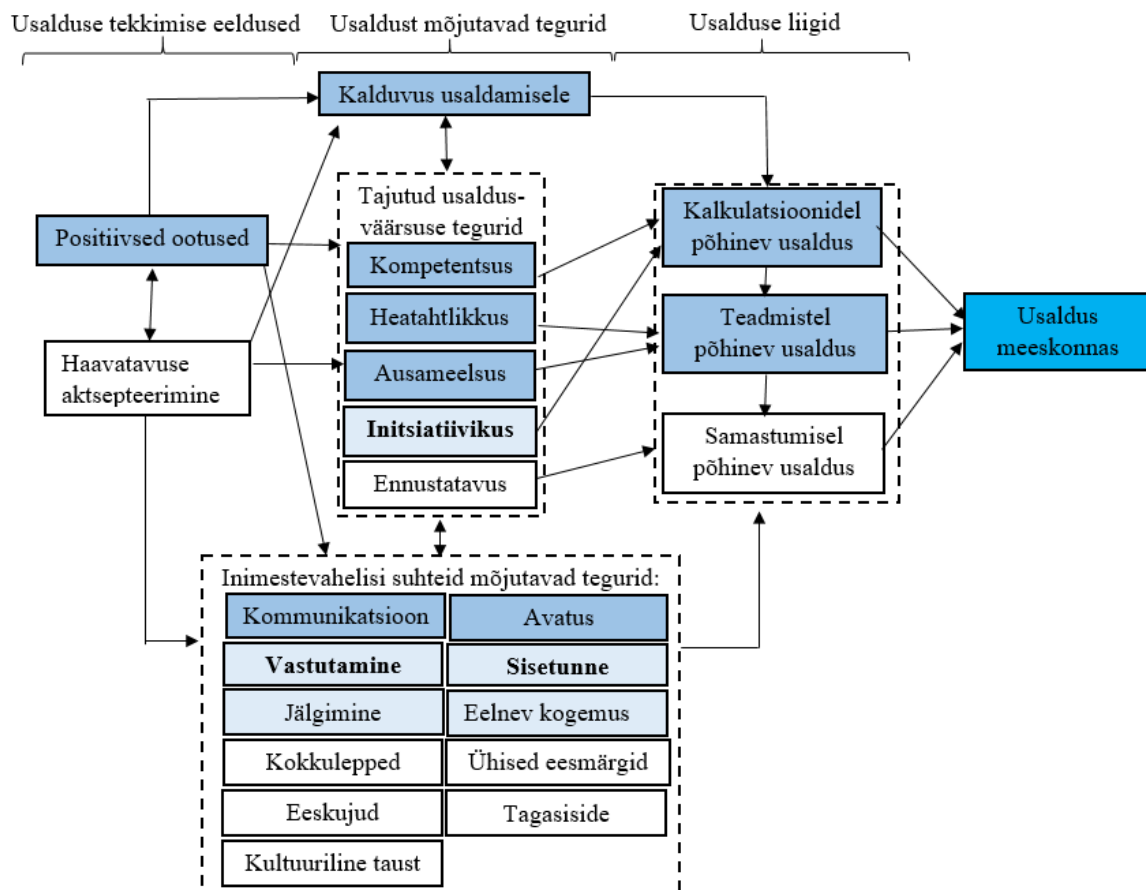 Usalduse tekkimise eeldused
Usaldust mõjutavad tegurid
Usalduse liigid
Kalduvus usaldamisele
Tajutud usaldus-
väärsuse tegurid
Positiivsed ootused
Haavatavuse
aktsepteerimine
Kompetentsus
Heatahtlikkus
Ausameelsus
Initsiatiivikus
Ennustatavus
Kalkulatsioonidel
põhinev usaldus
Teadmistel
põhinev usaldus
Samastumisel
põhinev usaldus
Usaldus
meeskonnas
Inimestevahelisi suhteid mõjutavad tegurid:
Kommunikatsioon
Avatus
Vastutamine
Sisetunne
Jälgimine
Eelnev kogemus
Kokkulepped
Ühised eesmärgid
Eeskujud
Tagasiside
Kultuuriline taust